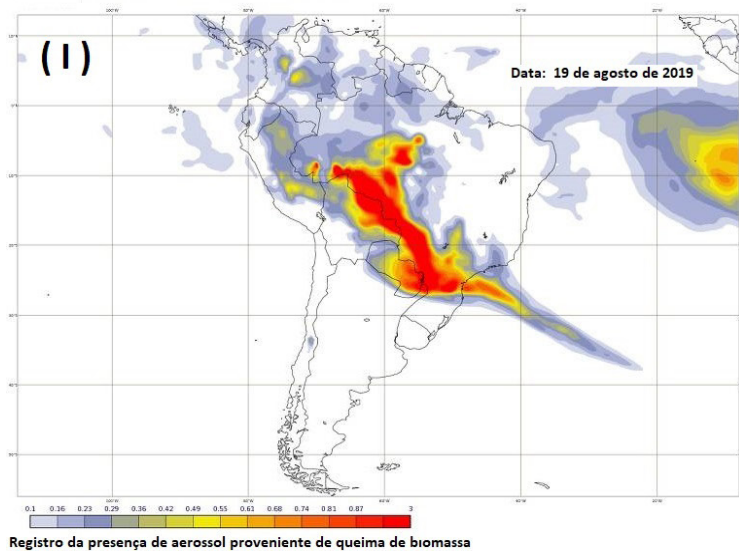 ( I )
Data: 19 de agosto de 2019
0.1 0.16 0.23 0.29 0.36 0.42 0.49 0.55 0.61 0.68 0.74 0.81 0.87 3
Registro da presença de aerossol proveniente de queima de biomassa